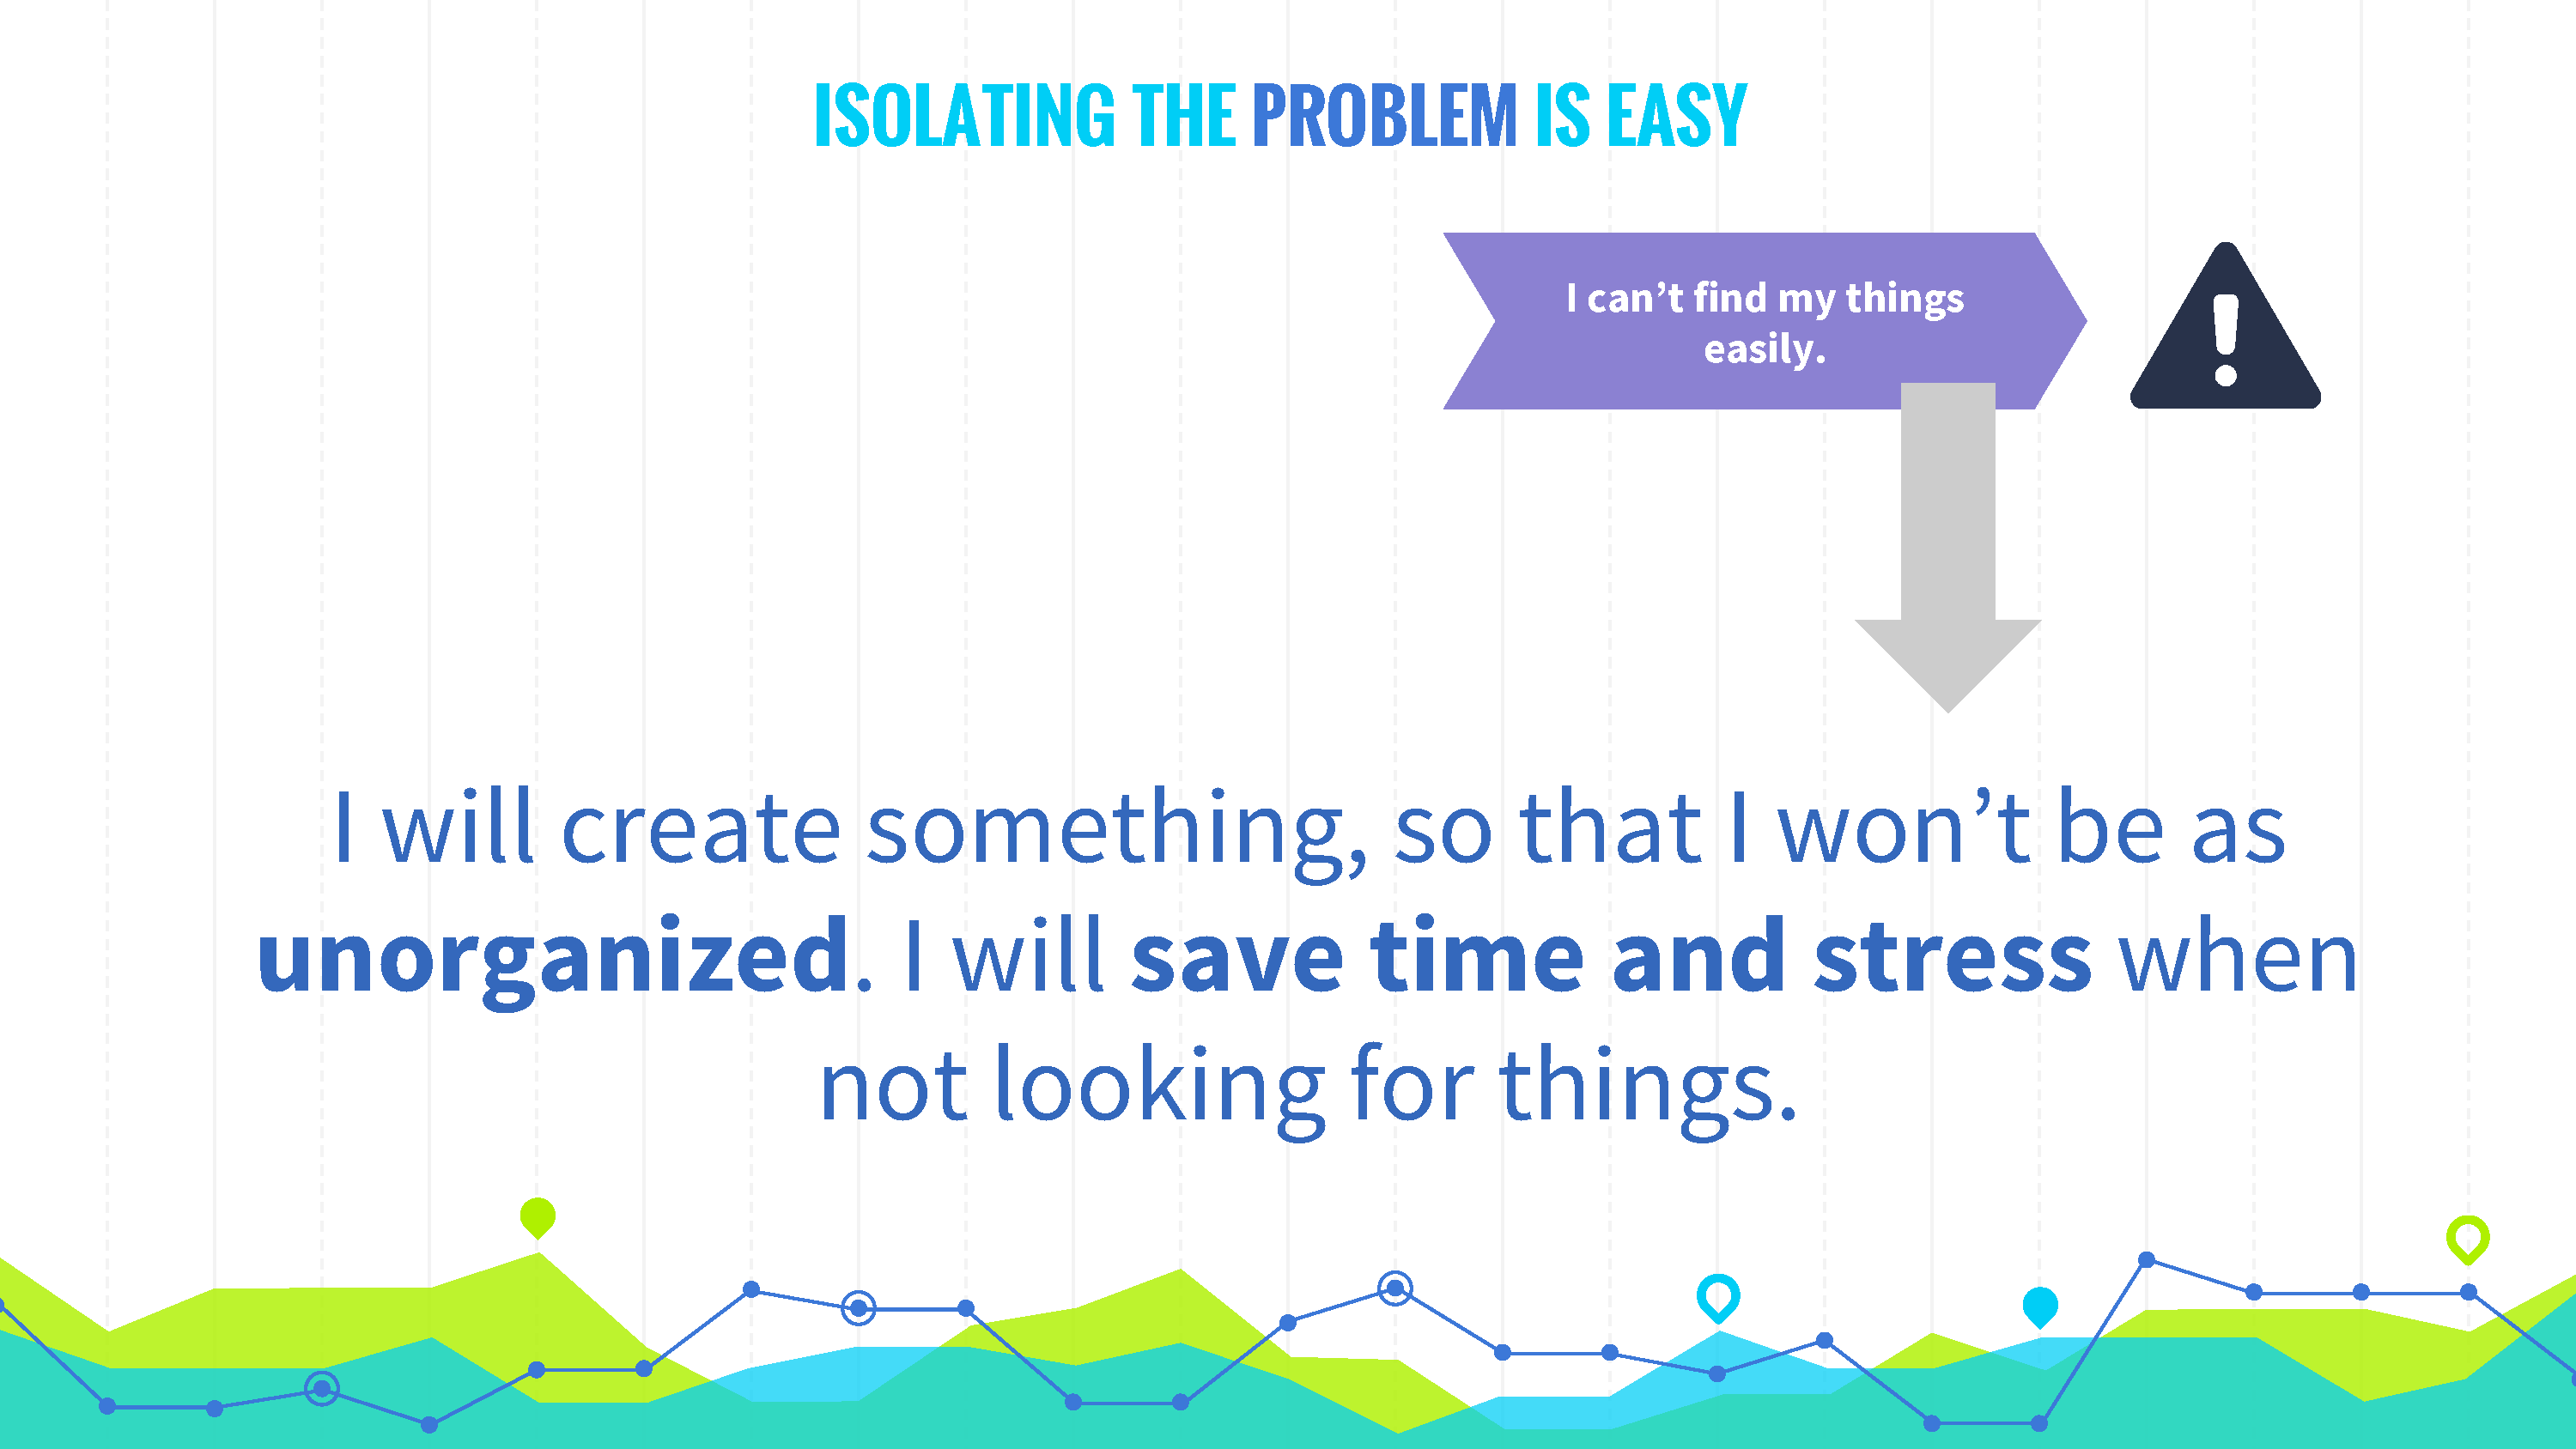 ISOLATING THE PROBLEM IS EASY
I can’t find my things
easily.
I will create something, so that I won’t be as
unorganized. I will save time and stress when
not looking for things.